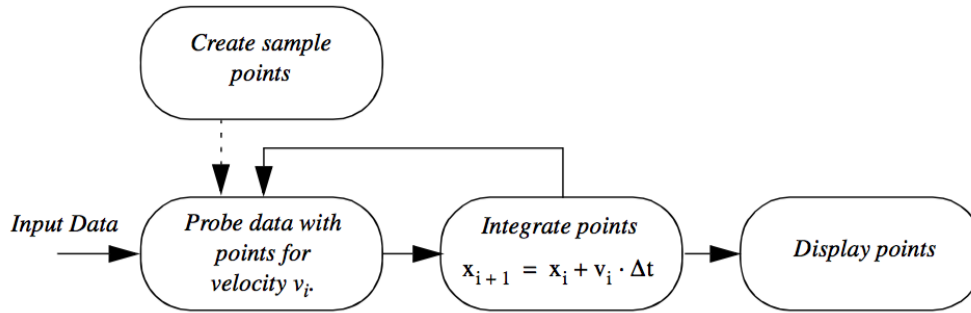 Create sample
points
Input Data
Probe data with
points for
velocity vᵢ.
Integrate points
xᵢ₊₁ = xᵢ + vᵢ · Δt
Display points